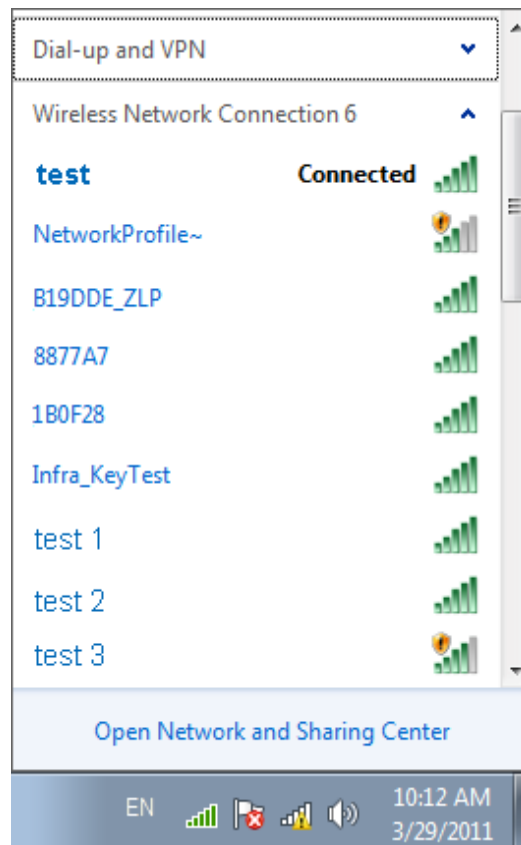 Dial-up and VPN
Wireless Network Connection 6
test Connected
NetworkProfile~
B19DDE_ZLP
8877A7
1B0F28
Infra_KeyTest
test 1
test 2
test 3
Open Network and Sharing Center
EN
10:12 AM
3/29/2011